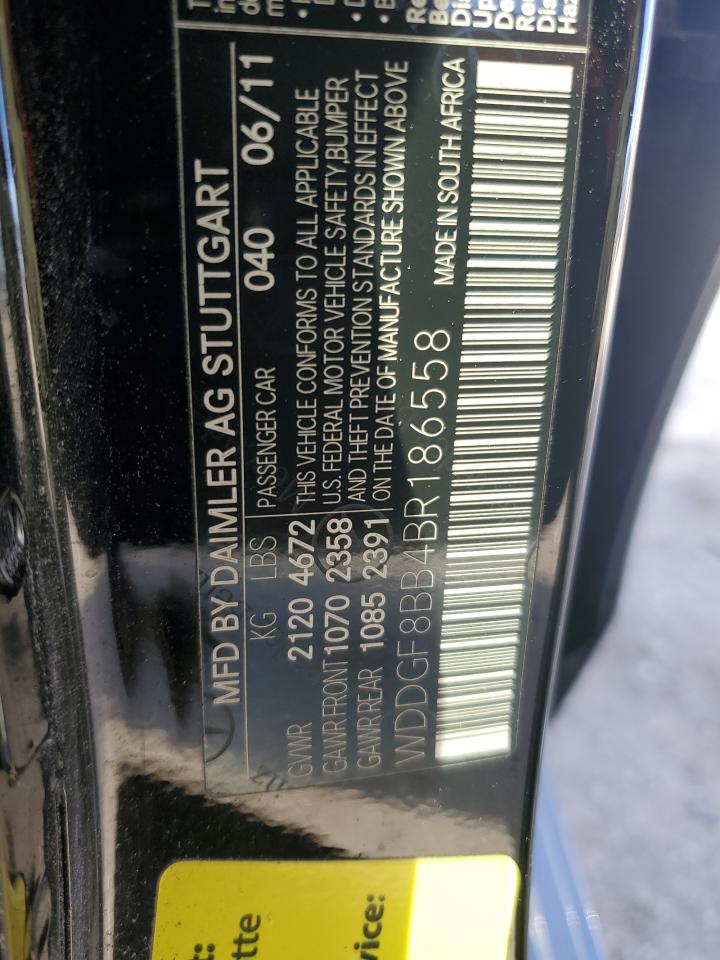 MFD BY DAIMLER AG STUTTGART
KG LBS PASSENGER CAR 040 06/11
GVWR 2120 4672 THIS VEHICLE CONFORMS TO ALL APPLICABLE
GAWR FRONT 1070 2358 U.S. FEDERAL MOTOR VEHICLE SAFETY, BUMPER
GAWR REAR 1085 2391 AND THEFT PREVENTION STANDARDS IN EFFECT
ON THE DATE OF MANUFACTURE SHOWN ABOVE
WDDGF8BB4BR186558 MADE IN SOUTH AFRICA